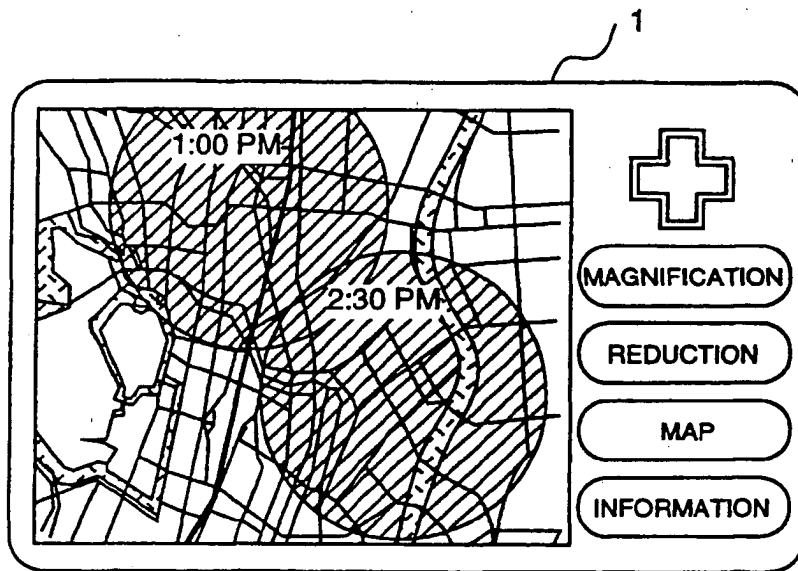 1
1:00 PM
2:30 PM
MAGNIFICATION
REDUCTION
MAP
INFORMATION